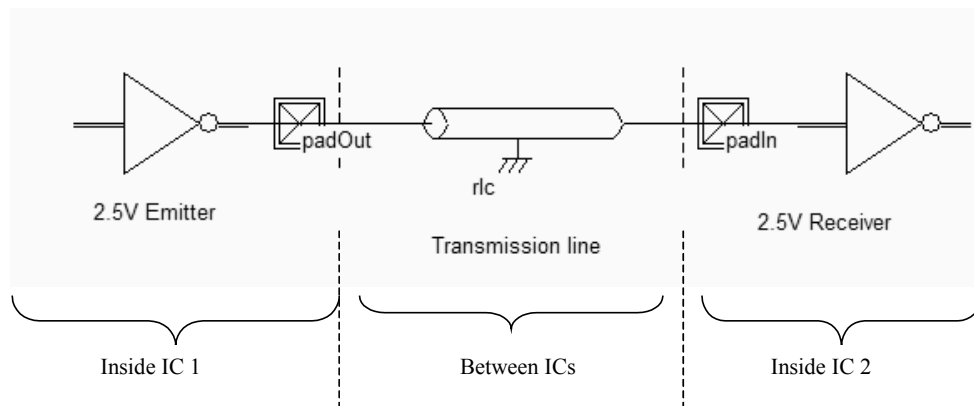 padOut
padIn
rlc
2.5V Emitter
2.5V Receiver
Transmission line
Inside IC 1
Between ICs
Inside IC 2